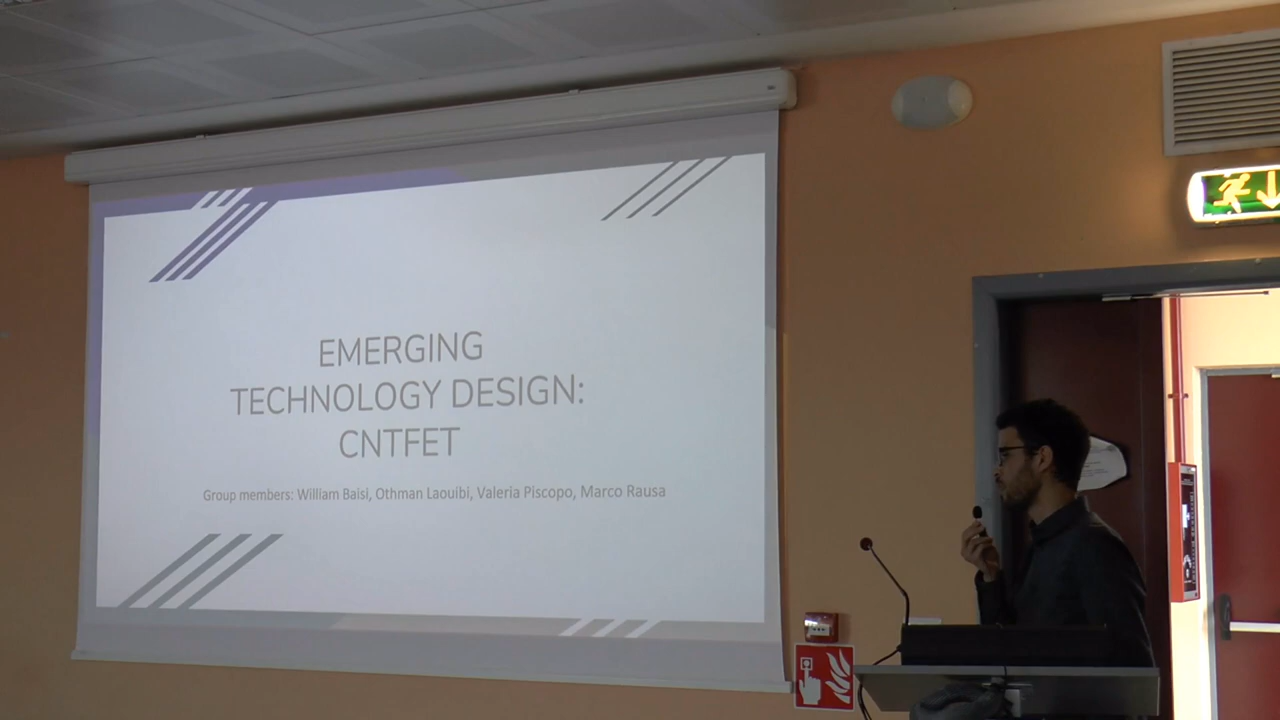 EMERGING
TECHNOLOGY DESIGN:
CNTFET
Group members: William Baisi, Othman Laouibi, Valeria Piscopo, Marco Rausa